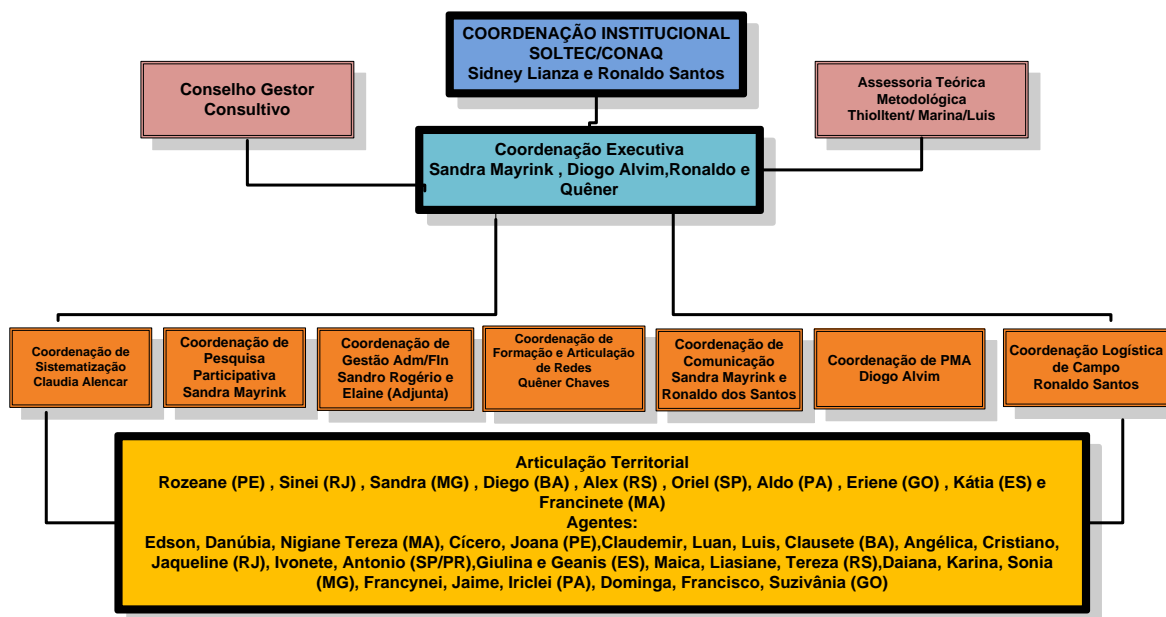 COORDENAÇÃO INSTITUCIONAL
SOLTEC/CONAQ
Sidney Lianza e Ronaldo Santos
Conselho Gestor
Consultivo
Assessoria Teórica
Metodológica
Thiolltent/ Marina/Luis
Coordenação Executiva
Sandra Mayrink , Diogo Alvim,Ronaldo e
Quêner
Coordenação de
Sistematização
Claudia Alencar
Coordenação de
Pesquisa
Participativa
Sandra Mayrink
Coordenação de
Gestão Adm/FIn
Sandro Rogério e
Elaine (Adjunta)
Coordenação de
Formação e Articulação
de Redes
Quêner Chaves
Coordenação de
Comunicação
Sandra Mayrink e
Ronaldo dos Santos
Coordenação de PMA
Diogo Alvim
Coordenação Logística
de Campo
Ronaldo Santos
Articulação Territorial
Rozeane (PE) , Sinei (RJ) , Sandra (MG) , Diego (BA) , Alex (RS) , Oriel (SP), Aldo (PA) , Eriene (GO) , Kátia (ES) e
Francinete (MA)
Agentes:
Edson, Danúbia, Nigiane Tereza (MA), Cícero, Joana (PE),Claudemir, Luan, Luis, Clausete (BA), Angélica, Cristiano,
Jaqueline (RJ), Ivonete, Antonio (SP/PR),Giulina e Geanis (ES), Maica, Liasiane, Tereza (RS),Daiana, Karina, Sonia
(MG), Francynei, Jaime, Iriclei (PA), Dominga, Francisco, Suzivânia (GO)